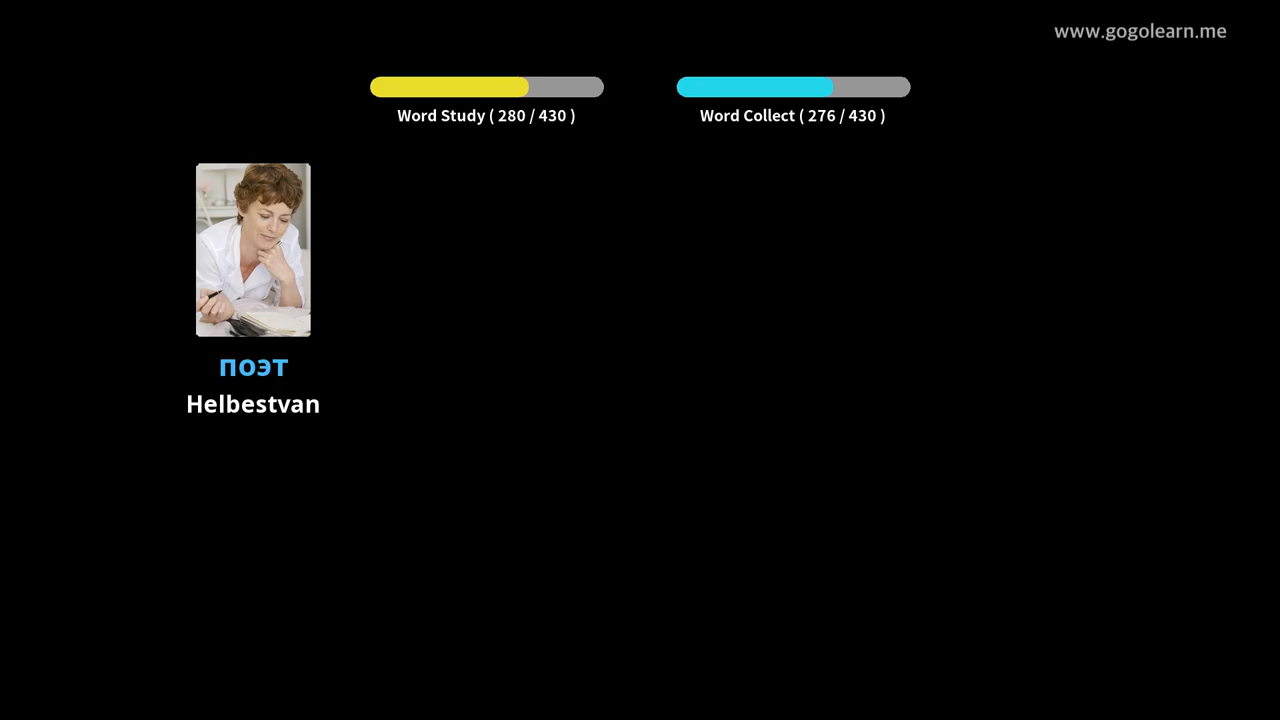 www.gogolearn.me
Word Study ( 280 / 430 )
Word Collect ( 276 / 430 )
поэт
Helbestvan